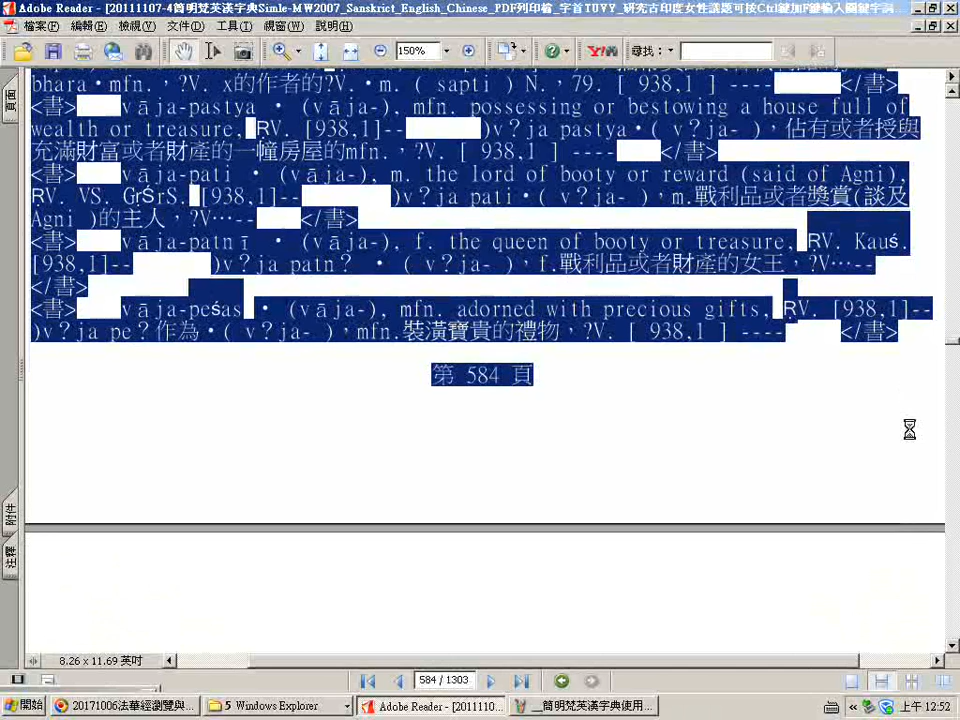 Adobe Reader - [20111107-4簡明梵英漢字典Simle-MW2007_Sanskrict_English_Chinese_PDF列印檔_字首TUVY_研究古印度女性議題可按Ctrl鍵加F鍵輸入關鍵字詞
檔案(F) 編輯(E) 檢視(V) 文件(D) 工具(T) 視窗(W) 說明(H)
150% 尋找:
頁面
bhara‧mfn.，?V. x的作者的?V.‧m. ( sapti ) N., 79. [ 938,1 ] ---- </書>
<書> vāja-pastya ‧ (vāja-), mfn. possessing or bestowing a house full of
wealth or treasure, ṚV. [938,1]-- )v？ja pastya‧( v？ja- )，佔有或者授與
充滿財富或者財產的一幢房屋的mfn.，?V. [ 938,1 ] ---- </書>
<書> vāja-pati ‧ (vāja-), m. the lord of booty or reward (said of Agni),
RV. VS. GṛŚrS. [938,1]-- )v？ja pati‧( v？ja- )，m.戰利品或者獎賞(談及
Agni )的主人，?V…-- </書>
<書> vāja-patnī ‧ (vāja-), f. the queen of booty or treasure, ṚV. Kauś.
[938,1]-- )v？ja patn？ ‧ ( v？ja- )，f.戰利品或者財產的女王，?V…--
</書>
<書> vāja-peśas ‧ (vāja-), mfn. adorned with precious gifts, ṚV. [938,1]--
)v？ja pe？作為‧( v？ja- )，mfn.裝潢寶貴的禮物，?V. [ 938,1 ] ---- </書>
第 584 頁
附件
注釋
8.26 x 11.69 英吋
584 / 1303
開始 20171006法華經瀏覽與... 5 Windows Explorer Adobe Reader - [2011110... __簡明梵英漢字典使用... 上午 12:52